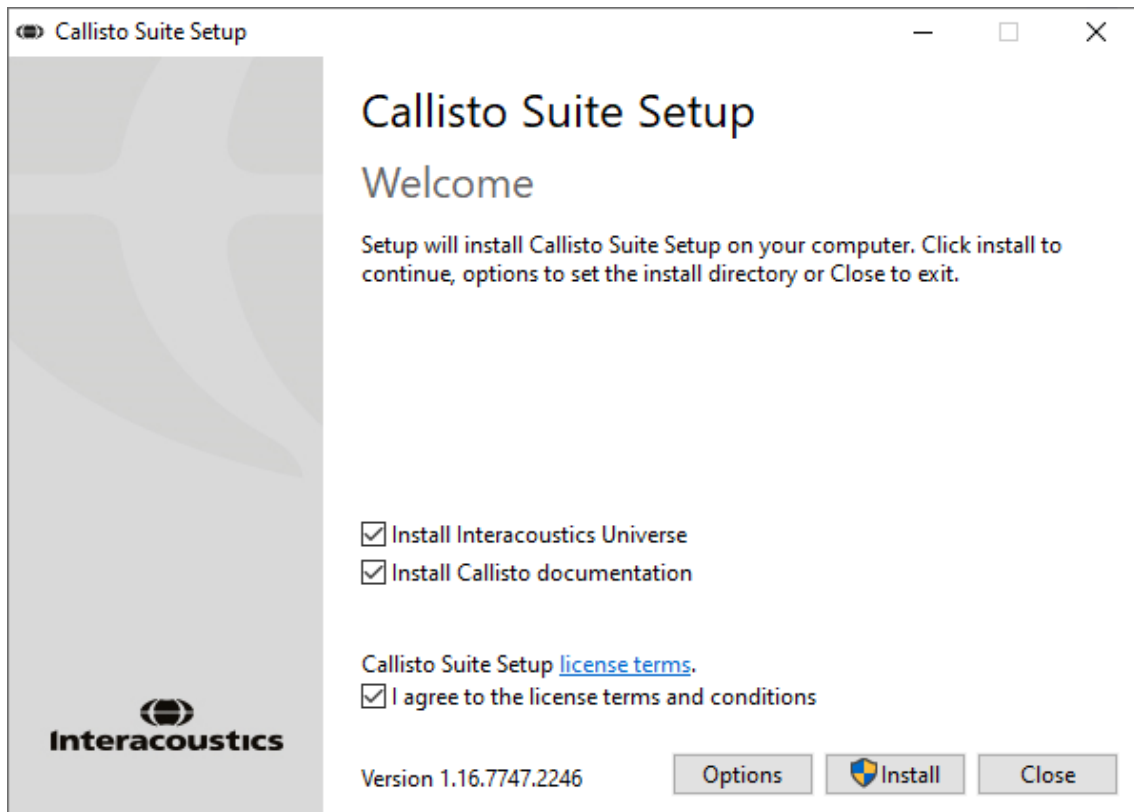 Callisto Suite Setup
Callisto Suite Setup
Welcome
Setup will install Callisto Suite Setup on your computer. Click install to
continue, options to set the install directory or Close to exit.
Install Interacoustics Universe
Install Callisto documentation
Callisto Suite Setup license terms.
I agree to the license terms and conditions
Interacoustics
Version 1.16.7747.2246
Options
Install
Close